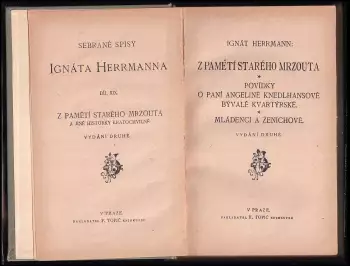 SEBRANÉ SPISY
IGNÁTA HERRMANNA
DÍL XIX.
Z PAMĚTÍ STARÉHO MRZOUTA
A JINÉ HISTORKY KRATOCHVILNÉ.
VYDÁNÍ DRUHÉ.
V PRAZE.
NAKLADATEL F. TOPIČ KNIHKUPEC
IGNÁT HERRMANN:
Z PAMĚTÍ STARÉHO MRZOUTA
POVÍDKY
O PANÍ ANGELINĚ KNEDLHANSOVÉ
BÝVALÉ KVARTÝRSKÉ.
MLÁDENCI A ŽENICHOVÉ.
VYDÁNÍ DRUHÉ.
V PRAZE.
NAKLADATEL F. TOPIČ KNIHKUPEC